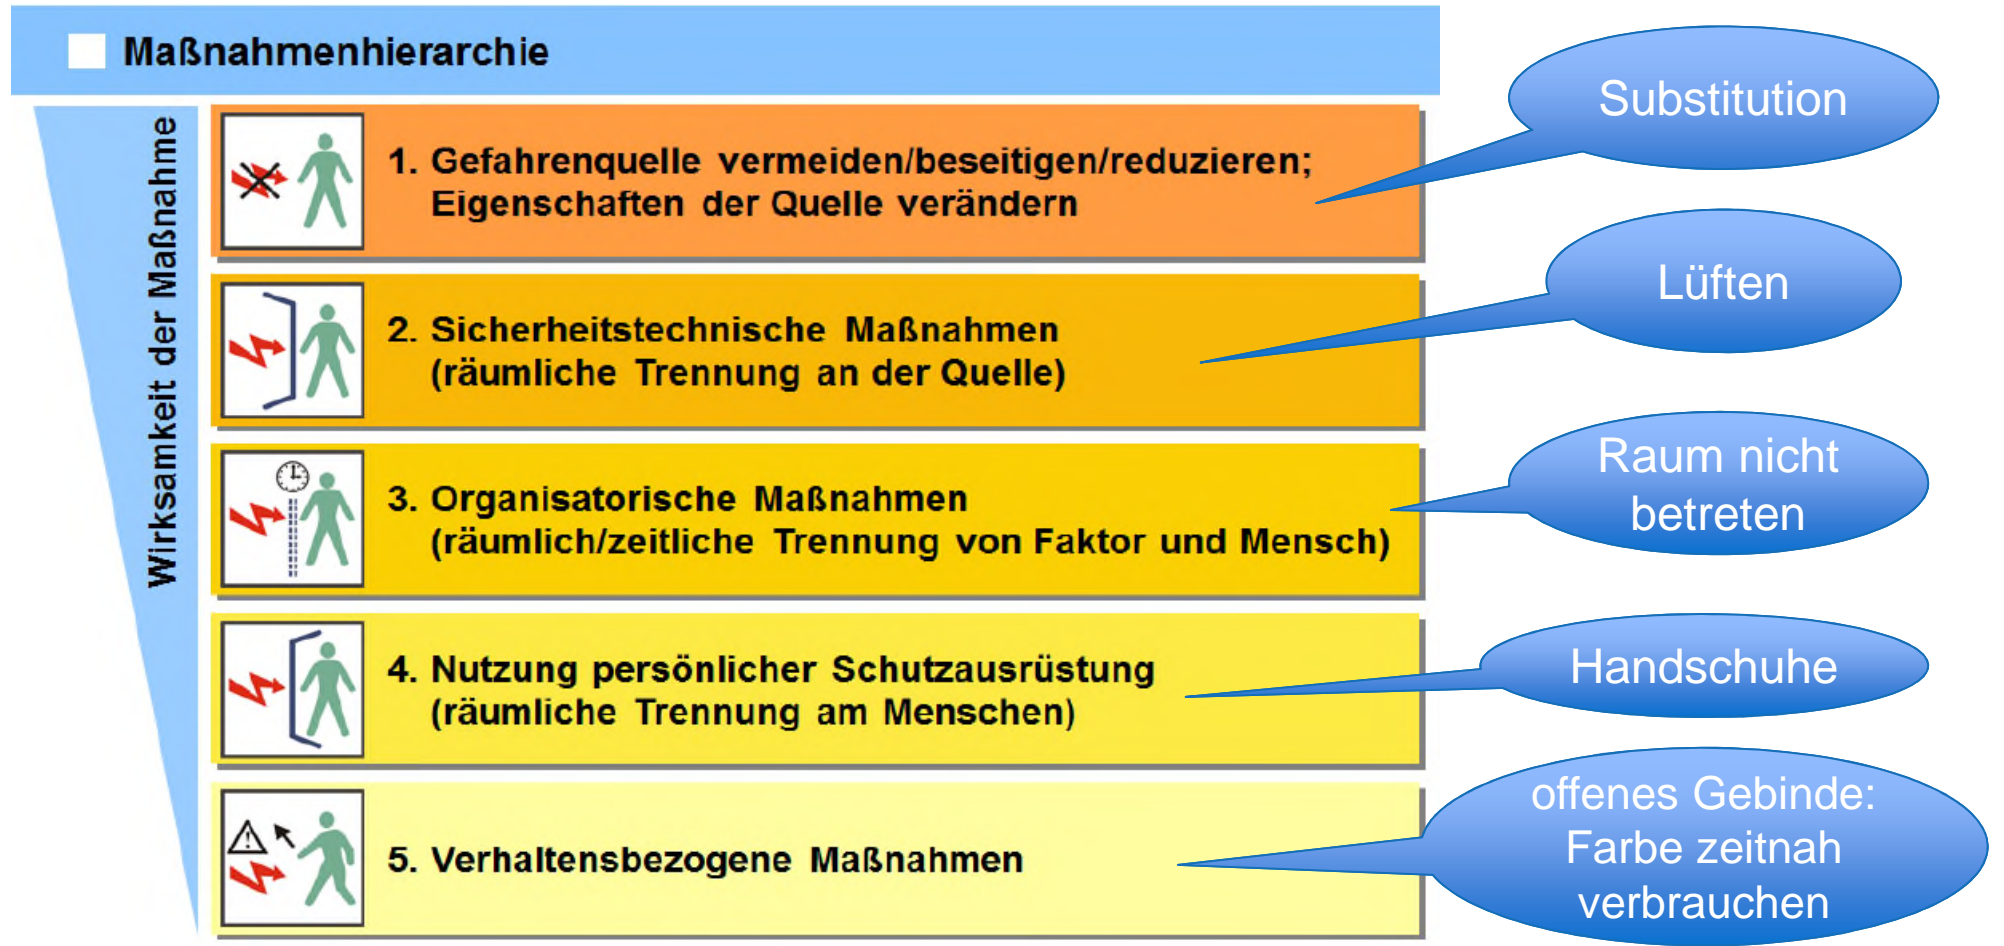 Maßnahmenhierarchie
Wirksamkeit der Maßnahme
1. Gefahrenquelle vermeiden/beseitigen/reduzieren;
Eigenschaften der Quelle verändern
Substitution
2. Sicherheitstechnische Maßnahmen
(räumliche Trennung an der Quelle)
Lüften
3. Organisatorische Maßnahmen
(räumlich/zeitliche Trennung von Faktor und Mensch)
Raum nicht
betreten
4. Nutzung persönlicher Schutzausrüstung
(räumliche Trennung am Menschen)
Handschuhe
5. Verhaltensbezogene Maßnahmen
offenes Gebinde:
Farbe zeitnah
verbrauchen